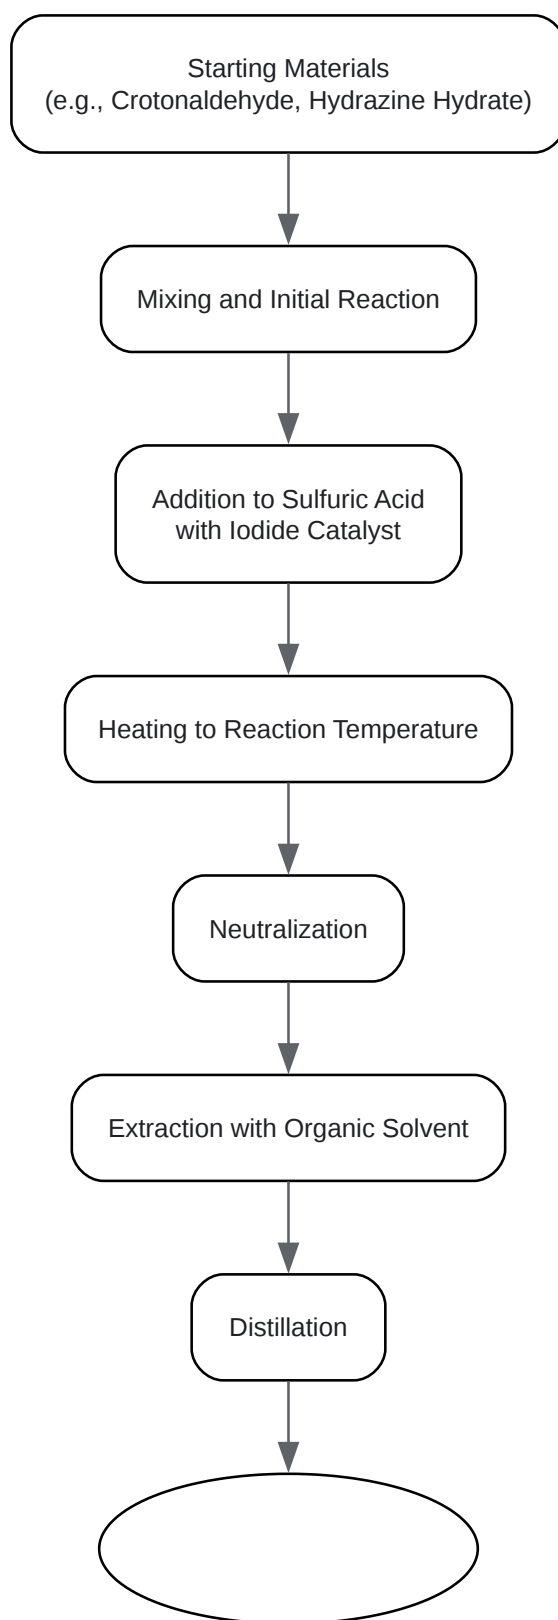 Starting Materials
(e.g., Crotonaldehyde, Hydrazine Hydrate)
Mixing and Initial Reaction
Addition to Sulfuric Acid
with Iodide Catalyst
Heating to Reaction Temperature
Neutralization
Extraction with Organic Solvent
Distillation